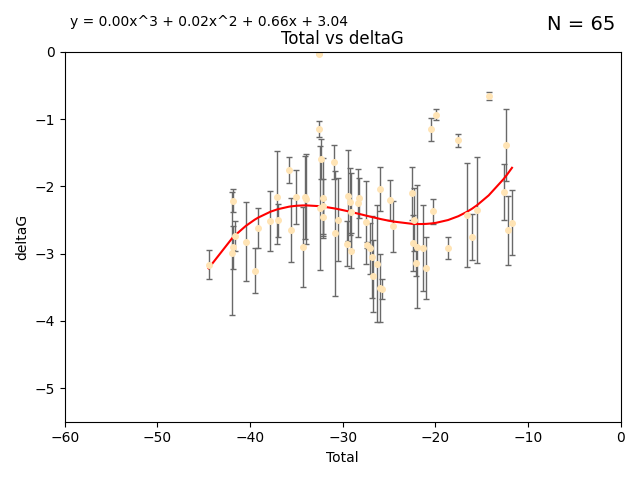 y = 0.00x^3 + 0.02x^2 + 0.66x + 3.04
N = 65
Total vs deltaG
0
−1
−2
−3
−4
−5
deltaG
−60 −50 −40 −30 −20 −10 0
Total